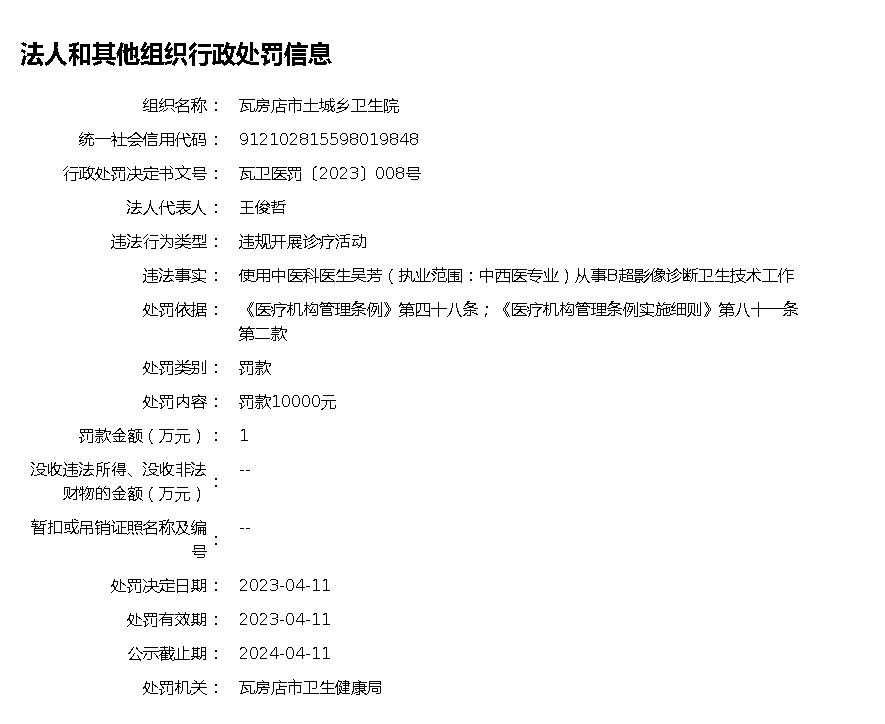 法人和其他组织行政处罚信息
组织名称： 瓦房店市土城乡卫生院
统一社会信用代码： 912102815598019848
行政处罚决定书文号： 瓦卫医罚〔2023〕008号
法人代表人： 王俊哲
违法行为类型： 违规开展诊疗活动
违法事实： 使用中医科医生吴芳（执业范围：中西医专业）从事B超影像诊断卫生技术工作
处罚依据： 《医疗机构管理条例》第四十八条；《医疗机构管理条例实施细则》第八十一条
第二款
处罚类别： 罚款
处罚内容： 罚款10000元
罚款金额（万元）： 1
没收违法所得、没收非法
财物的金额（万元）： --
暂扣或吊销证照名称及编
号： --
处罚决定日期： 2023-04-11
处罚有效期： 2023-04-11
公示截止期： 2024-04-11
处罚机关： 瓦房店市卫生健康局